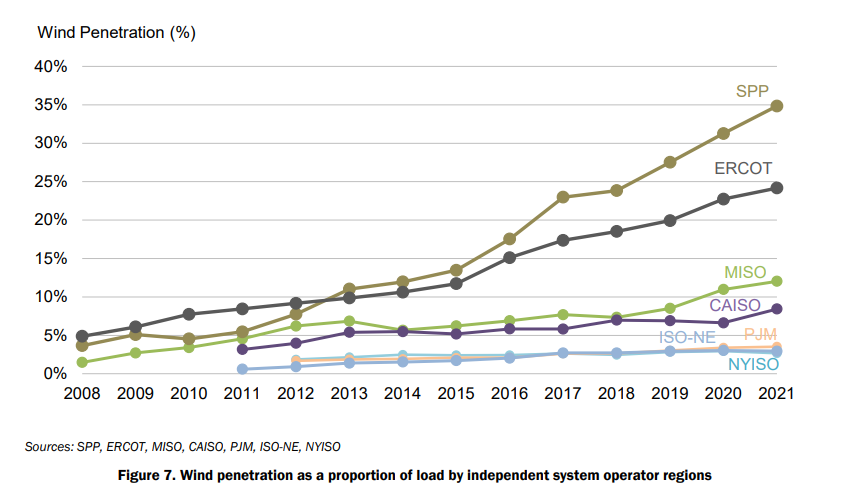 Wind Penetration (%)
40%
35%
30%
25%
20%
15%
10%
5%
0%
SPP
ERCOT
MISO
CAISO
ISO-NE
PJM
NYISO
2008 2009 2010 2011 2012 2013 2014 2015 2016 2017 2018 2019 2020 2021
Sources: SPP, ERCOT, MISO, CAISO, PJM, ISO-NE, NYISO
Figure 7. Wind penetration as a proportion of load by independent system operator regions